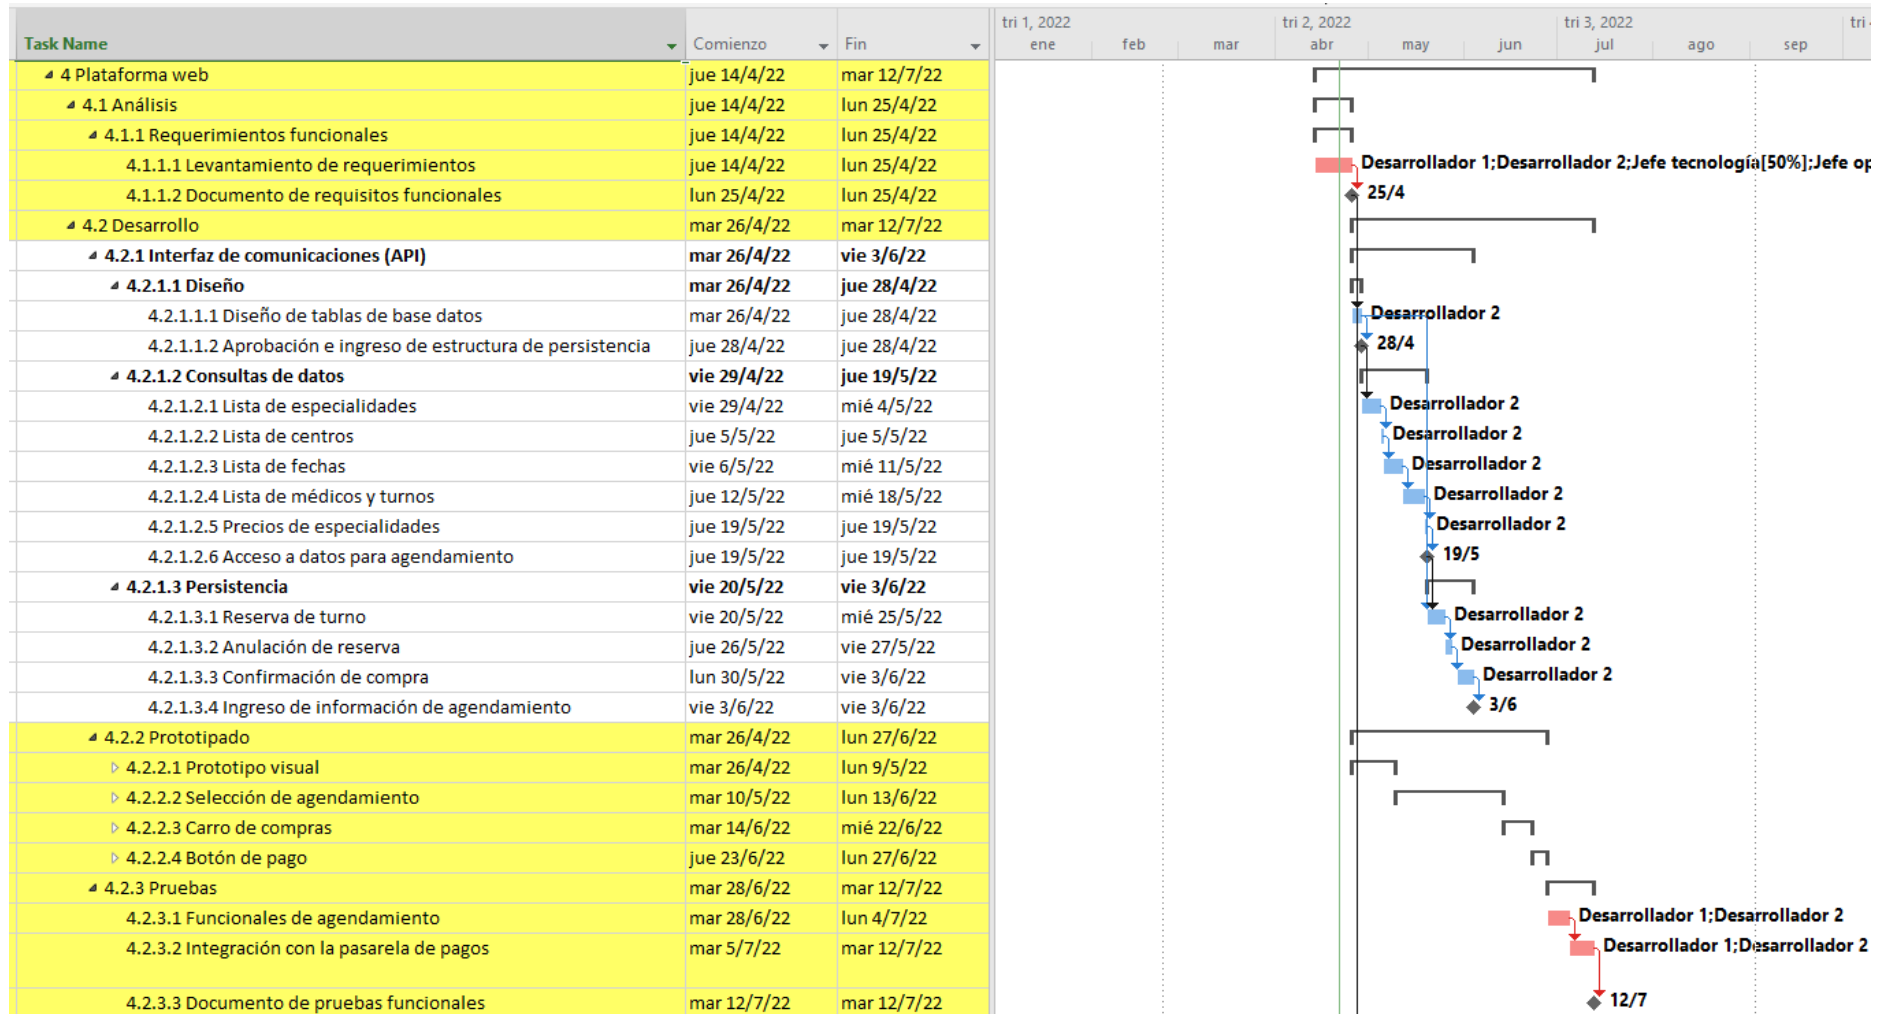 tri 1, 2022 tri 2, 2022 tri 3, 2022 tri
Task Name Comienzo Fin ene feb mar abr may jun jul ago sep
4 Plataforma web jue 14/4/22 mar 12/7/22
4.1 Análisis jue 14/4/22 lun 25/4/22
4.1.1 Requerimientos funcionales jue 14/4/22 lun 25/4/22
4.1.1.1 Levantamiento de requerimientos jue 14/4/22 lun 25/4/22 Desarrollador 1;Desarrollador 2;Jefe tecnología[50%];Jefe op
4.1.1.2 Documento de requisitos funcionales lun 25/4/22 lun 25/4/22 25/4
4.2 Desarrollo mar 26/4/22 mar 12/7/22
4.2.1 Interfaz de comunicaciones (API) mar 26/4/22 vie 3/6/22
4.2.1.1 Diseño mar 26/4/22 jue 28/4/22
4.2.1.1.1 Diseño de tablas de base datos mar 26/4/22 jue 28/4/22 Desarrollador 2
4.2.1.1.2 Aprobación e ingreso de estructura de persistencia jue 28/4/22 jue 28/4/22 28/4
4.2.1.2 Consultas de datos vie 29/4/22 jue 19/5/22
4.2.1.2.1 Lista de especialidades vie 29/4/22 mié 4/5/22 Desarrollador 2
4.2.1.2.2 Lista de centros jue 5/5/22 jue 5/5/22 Desarrollador 2
4.2.1.2.3 Lista de fechas vie 6/5/22 mié 11/5/22 Desarrollador 2
4.2.1.2.4 Lista de médicos y turnos jue 12/5/22 mié 18/5/22 Desarrollador 2
4.2.1.2.5 Precios de especialidades jue 19/5/22 jue 19/5/22 Desarrollador 2
4.2.1.2.6 Acceso a datos para agendamiento jue 19/5/22 jue 19/5/22 19/5
4.2.1.3 Persistencia vie 20/5/22 vie 3/6/22
4.2.1.3.1 Reserva de turno vie 20/5/22 mié 25/5/22 Desarrollador 2
4.2.1.3.2 Anulación de reserva jue 26/5/22 vie 27/5/22 Desarrollador 2
4.2.1.3.3 Confirmación de compra lun 30/5/22 vie 3/6/22 Desarrollador 2
4.2.1.3.4 Ingreso de información de agendamiento vie 3/6/22 vie 3/6/22 3/6
4.2.2 Prototipado mar 26/4/22 lun 27/6/22
4.2.2.1 Prototipo visual mar 26/4/22 lun 9/5/22
4.2.2.2 Selección de agendamiento mar 10/5/22 lun 13/6/22
4.2.2.3 Carro de compras mar 14/6/22 mié 22/6/22
4.2.2.4 Botón de pago jue 23/6/22 lun 27/6/22
4.2.3 Pruebas mar 28/6/22 mar 12/7/22
4.2.3.1 Funcionales de agendamiento mar 28/6/22 lun 4/7/22 Desarrollador 1;Desarrollador 2
4.2.3.2 Integración con la pasarela de pagos mar 5/7/22 mar 12/7/22 Desarrollador 1;Desarrollador 2
4.2.3.3 Documento de pruebas funcionales mar 12/7/22 mar 12/7/22 12/7